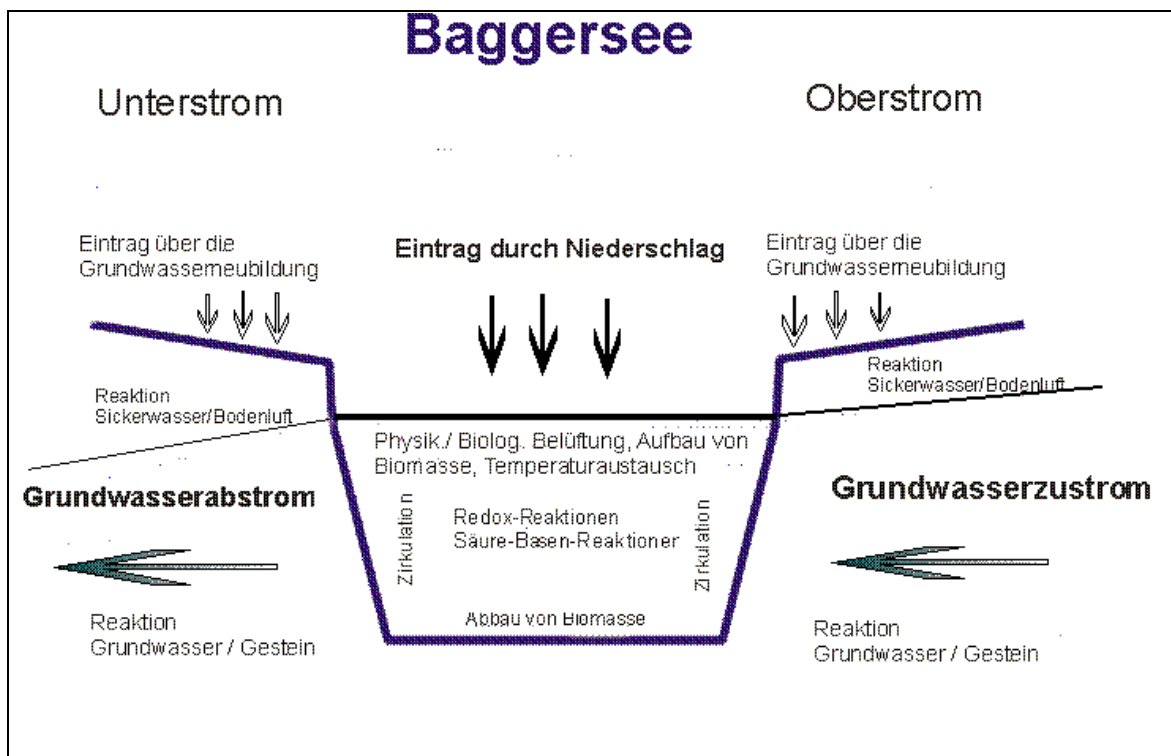 Baggersee
Unterstrom
Oberstrom
Eintrag über die
Grundwasserneubildung
Eintrag durch Niederschlag
Eintrag über die
Grundwasserneubildung
Reaktion
Sickerwasser/Bodenluft
Reaktion
Sickerwasser/Bodenluft
Physik./ Biolog. Belüftung, Aufbau von
Biomasse, Temperaturaustausch
Grundwasserabstrom
Grundwasserzustrom
Zirkulation
Redox-Reaktionen
Säure-Basen-Reaktioner
Zirkulation
Abbau von Biomasse
Reaktion
Grundwasser / Gestein
Reaktion
Grundwasser / Gestein